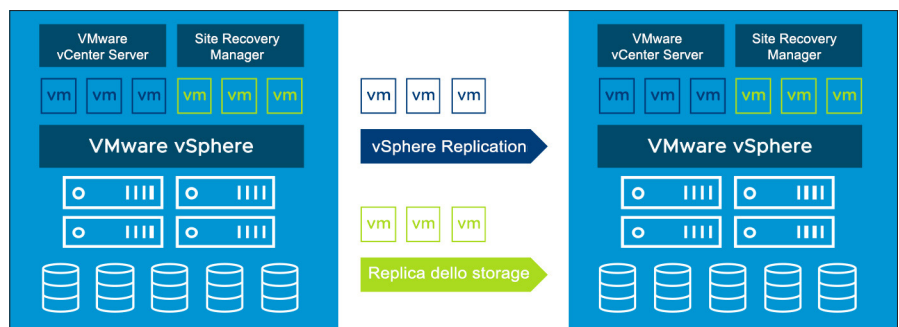 VMware
vCenter Server
Site Recovery
Manager
vm vm vm vm vm vm
VMware vSphere
vm vm vm
vSphere Replication
vm vm vm
Replica dello storage
VMware
vCenter Server
Site Recovery
Manager
vm vm vm vm vm vm
VMware vSphere